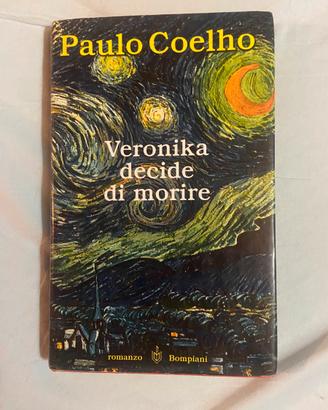 Paulo Coelho
Veronika
decide
di morire
romanzo Bompiani